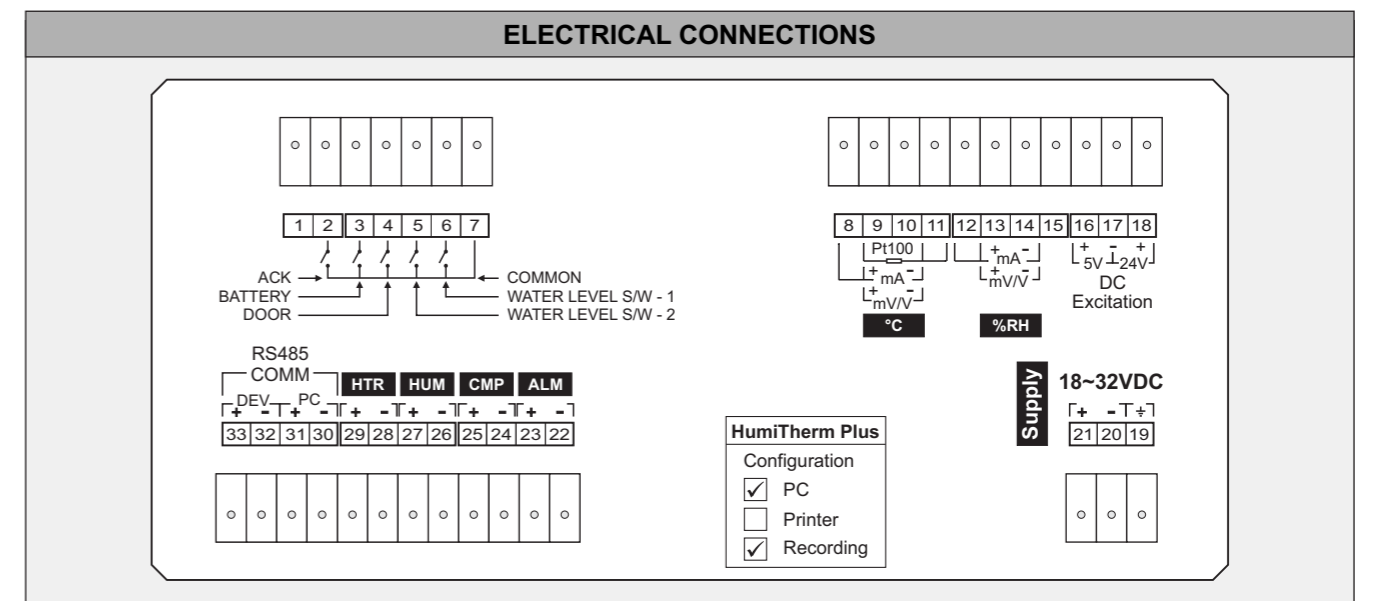 ELECTRICAL CONNECTIONS
1 2 3 4 5 6 7
ACK
BATTERY
DOOR
COMMON
WATER LEVEL S/W - 1
WATER LEVEL S/W - 2
8 9 10 11 12 13 14 15 16 17 18
Pt100
+ mA -
+ mV/V -
°C
+ mA -
+ mV/V -
%RH
+ - +
5V 24V
DC
Excitation
RS485
COMM
DEV PC
HTR HUM CMP ALM
+ - + - + - + - + - + -
33 32 31 30 29 28 27 26 25 24 23 22
HumiTherm Plus
Configuration
✓ PC
Printer
✓ Recording
Supply
18~32VDC
+ - ⏚
21 20 19